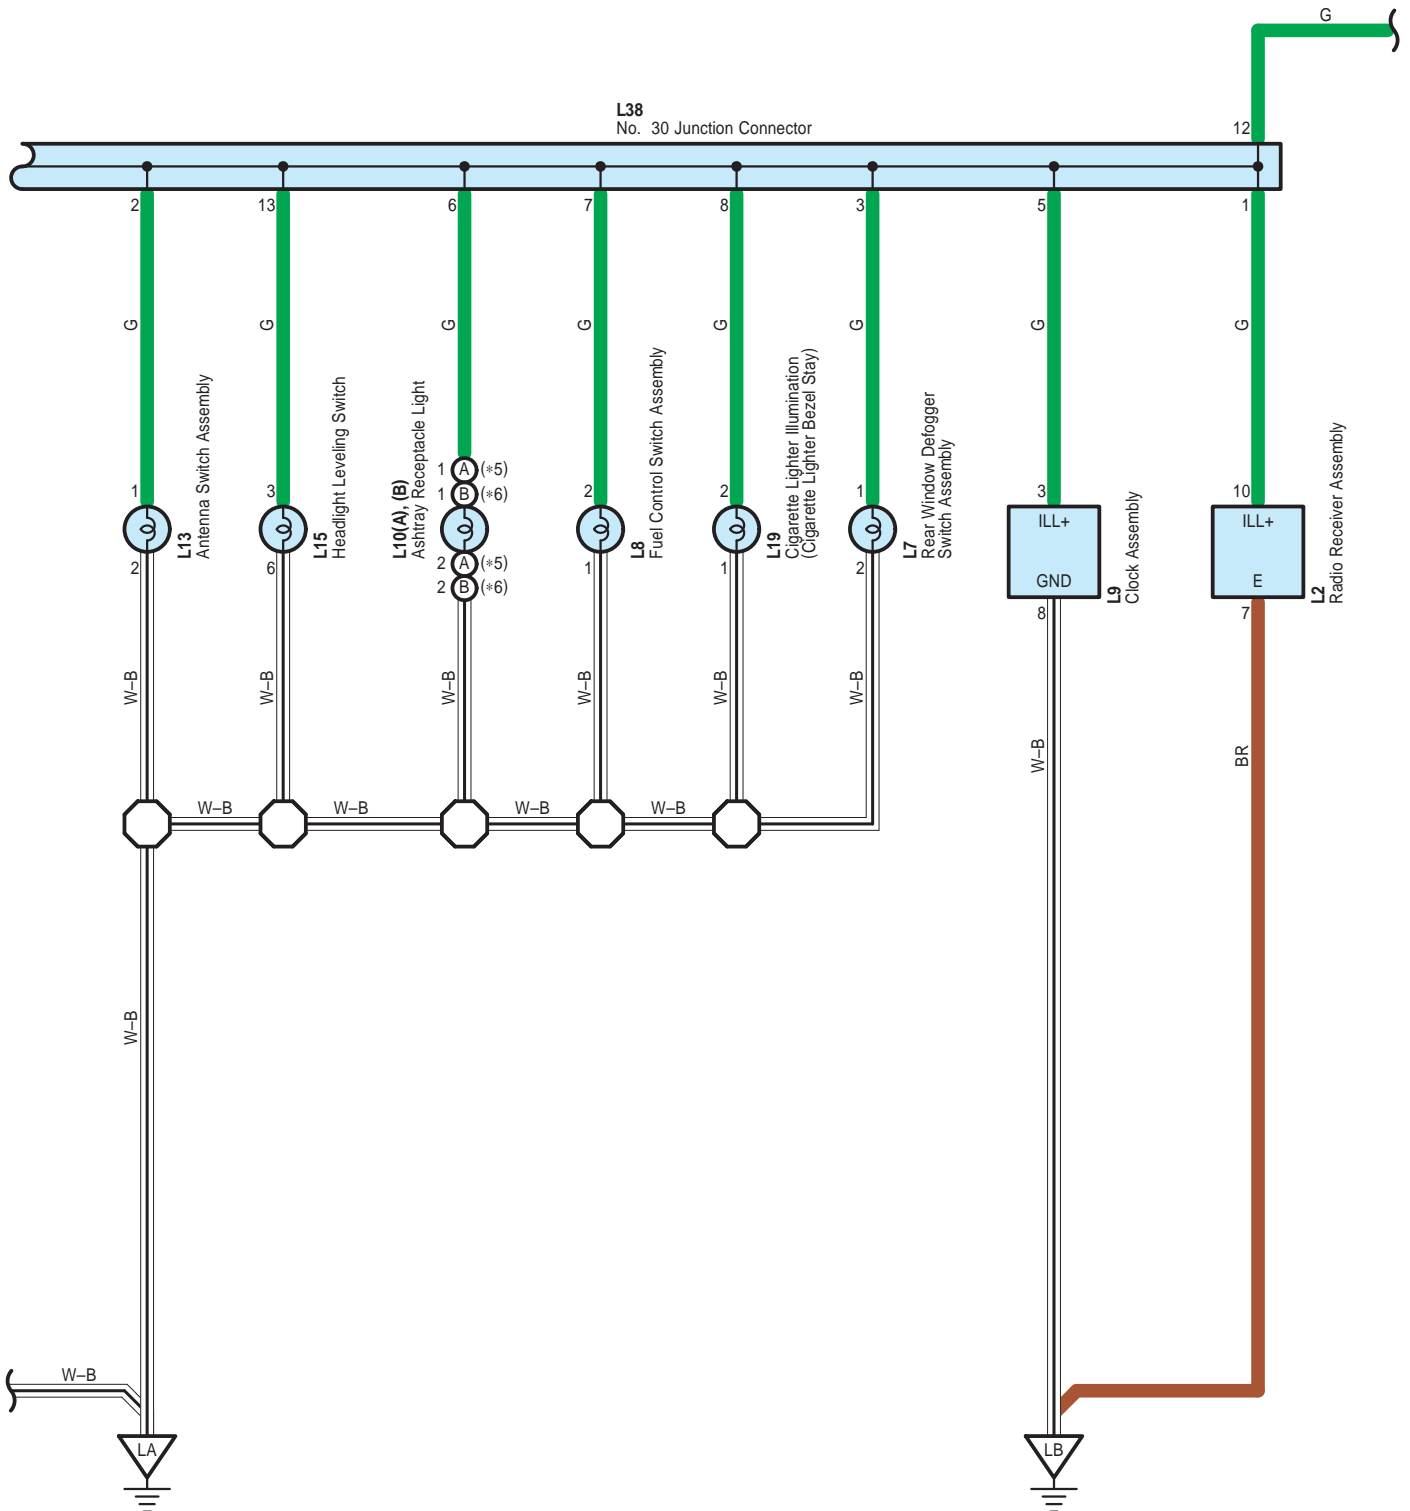 G
L38
No. 30 Junction Connector
12
2
13
6
7
8
3
5
1
G
G
G
G
G
G
G
G
L13
Antenna Switch Assembly
L15
Headlight Leveling Switch
L10(A), (B)
Ashtray Receptacle Light
L8
Fuel Control Switch Assembly
L19
Cigarette Lighter Illumination
(Cigarette Lighter Bezel Stay)
L7
Rear Window Defogger
Switch Assembly
L9
Clock Assembly
L2
Radio Receiver Assembly
1 A (*5)
1 B (*6)
1
3
2
2
1
3
10
ILL+
ILL+
2
6
2 A (*5)
2 B (*6)
1
1
2
GND
E
8
7
W–B
W–B
W–B
W–B
W–B
W–B
W–B
BR
W–B
W–B
W–B
W–B
W–B
W–B
LA
LB